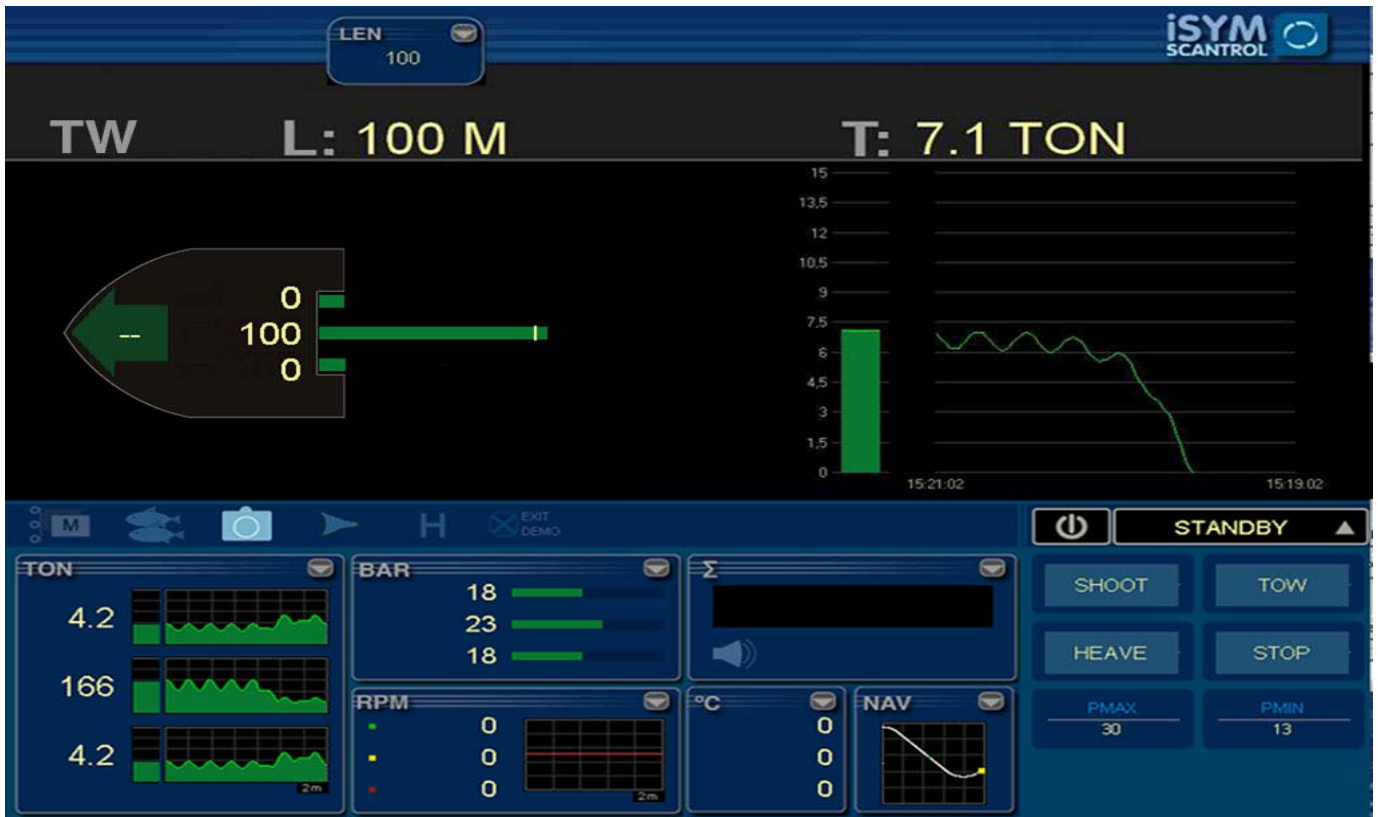 LEN
100
iSYM
SCANTROL
TW L: 100 M T: 7.1 TON
15
13,5
12
10,5
9
7,5
6
4,5
3
1,5
0
15:21:02 15:19:02
0
100
0
--
M
H
EXIT
DEMO
STANDBY
TON
4.2
166
4.2
2m
BAR
18
23
18
Σ
RPM
0
0
0
2m
°C
0
0
0
NAV
SHOOT TOW
HEAVE STOP
PMAX PMIN
30 13